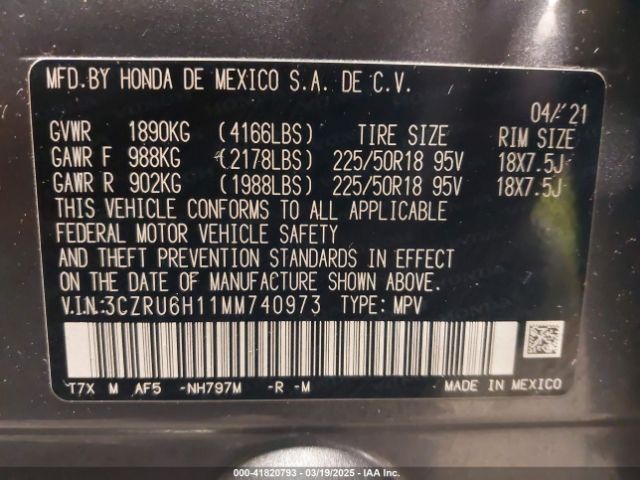 MFD.BY HONDA DE MEXICO S.A. DE C.V.
04/21
GVWR 1890KG (4166LBS) TIRE SIZE RIM SIZE
GAWR F 988KG (2178LBS) 225/50R18 95V 18X7.5J
GAWR R 902KG (1988LBS) 225/50R18 95V 18X7.5J
THIS VEHICLE CONFORMS TO ALL APPLICABLE
FEDERAL MOTOR VEHICLE SAFETY
AND THEFT PREVENTION STANDARDS IN EFFECT
ON THE DATE OF MANUFACTURE SHOWN ABOVE.
V.I.N:3CZRU6H11MM740973 TYPE: MPV
T7X M AF5 -NH797M -R -M MADE IN MEXICO
000-41820793 - 03/19/2025 - IAA, Inc.